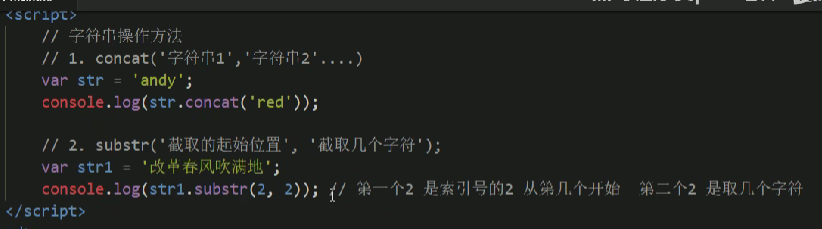 <script>
// 字符串操作方法
// 1. concat('字符串1','字符串2'....)
var str = 'andy';
console.log(str.concat('red'));
// 2. substr('截取的起始位置', '截取几个字符');
var str1 = '改革春风吹满地';
console.log(str1.substr(2, 2)); // 第一个2 是索引号的2 从第几个开始 第二个2 是取几个字符
</script>